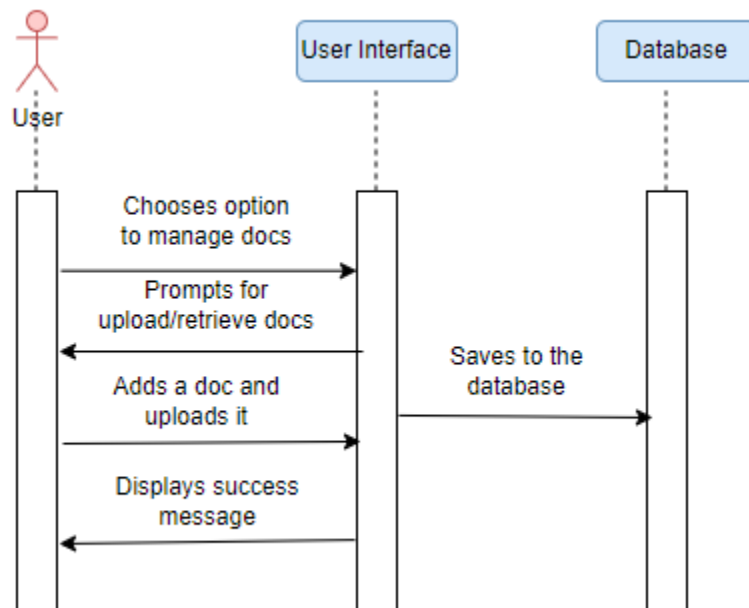 User Interface
Database
User
Chooses option
to manage docs
Prompts for
upload/retrieve docs
Saves to the
database
Adds a doc and
uploads it
Displays success
message